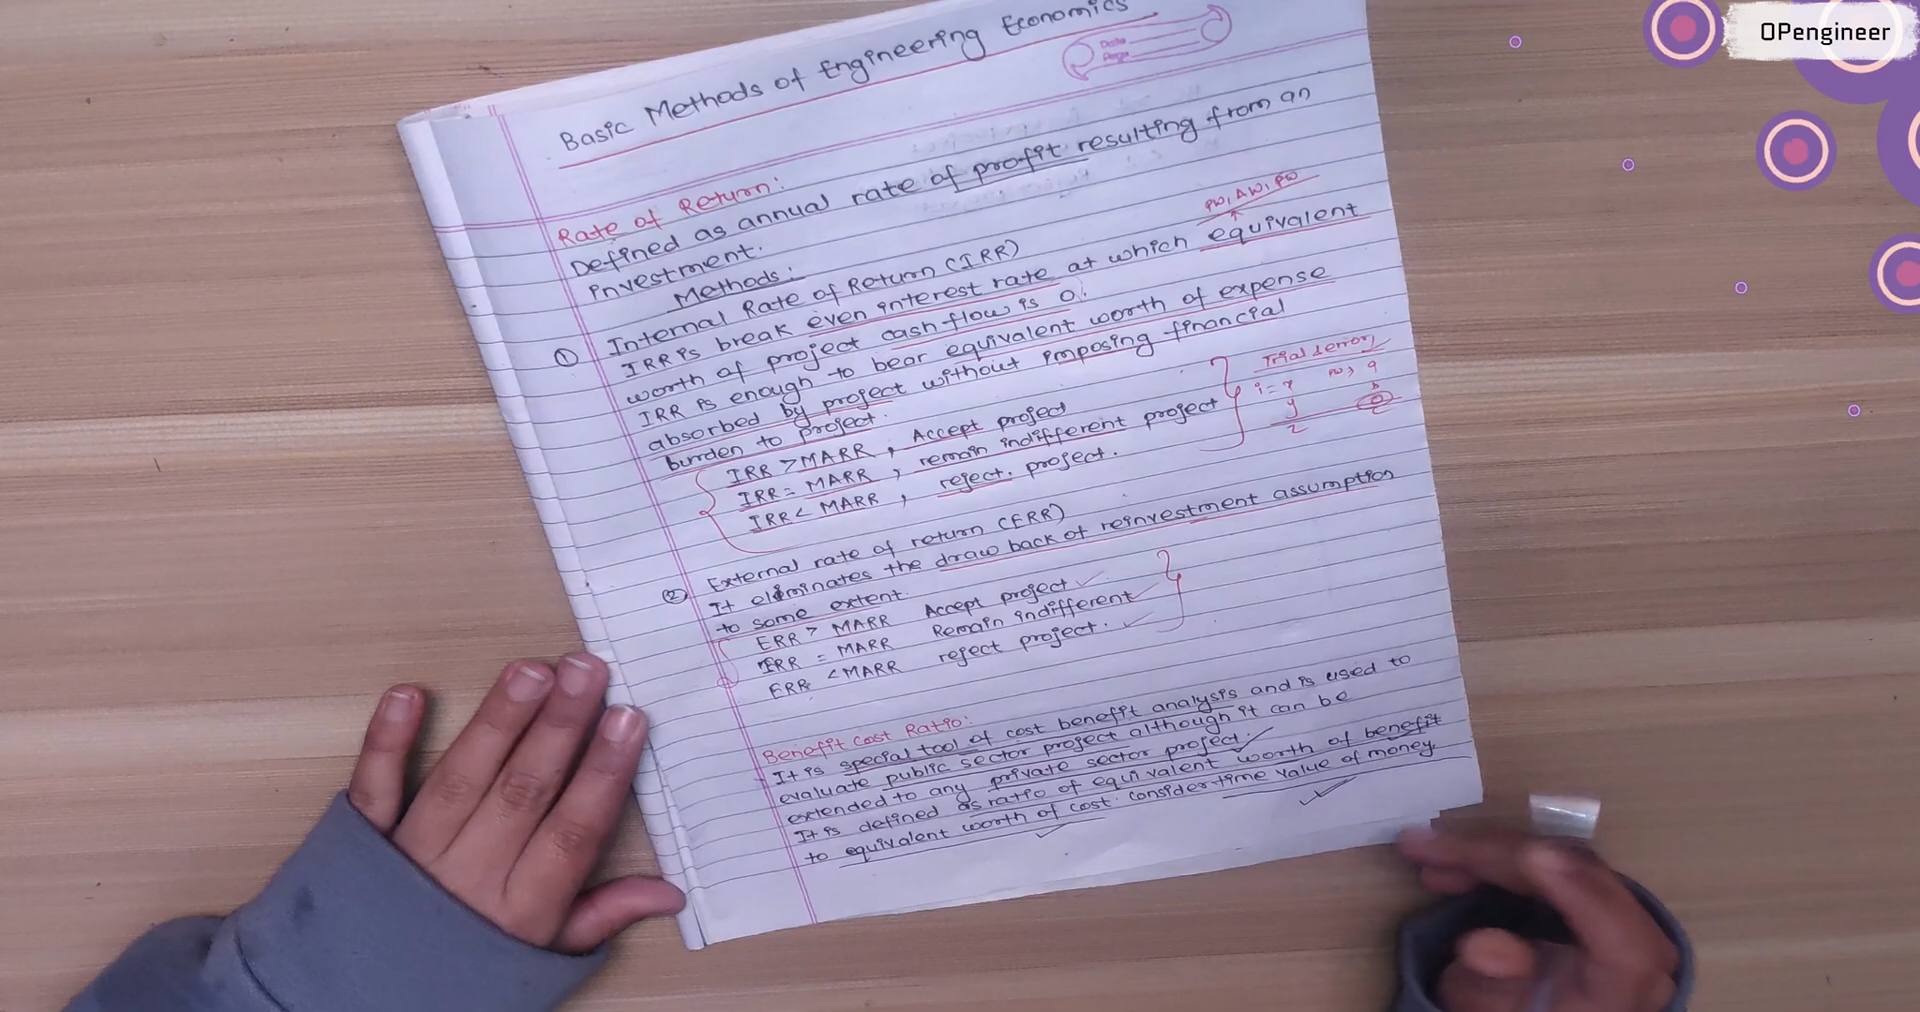 OPengineer
Basic Methods of Engineering Economics
Date
Page
Rate of Return:
Defined as annual rate of profit resulting from an
investment.
Methods:
① Internal Rate of Return (IRR)
PW, AW,
IRR is break even interest rate at which equivalent
worth of project cash flow is 0.
IRR is enough to bear equivalent worth of expense
absorbed by project without imposing financial
burden to project.
IRR > MARR, Accept project
IRR = MARR, remain indifferent project
IRR < MARR, reject. project.
Trial & error
i = x
y
z
② External rate of return (ERR)
It eliminates the draw back of reinvestment assumption
to some extent.
ERR > MARR Accept project
ERR = MARR Remain indifferent
ERR < MARR reject project.
Benefit cost Ratio:
It is special tool of cost benefit analysis and is used to
evaluate public sector project although it can be
extended to any private sector project.
It is defined as ratio of equivalent worth of benefit
to equivalent worth of cost. consider time value of money.